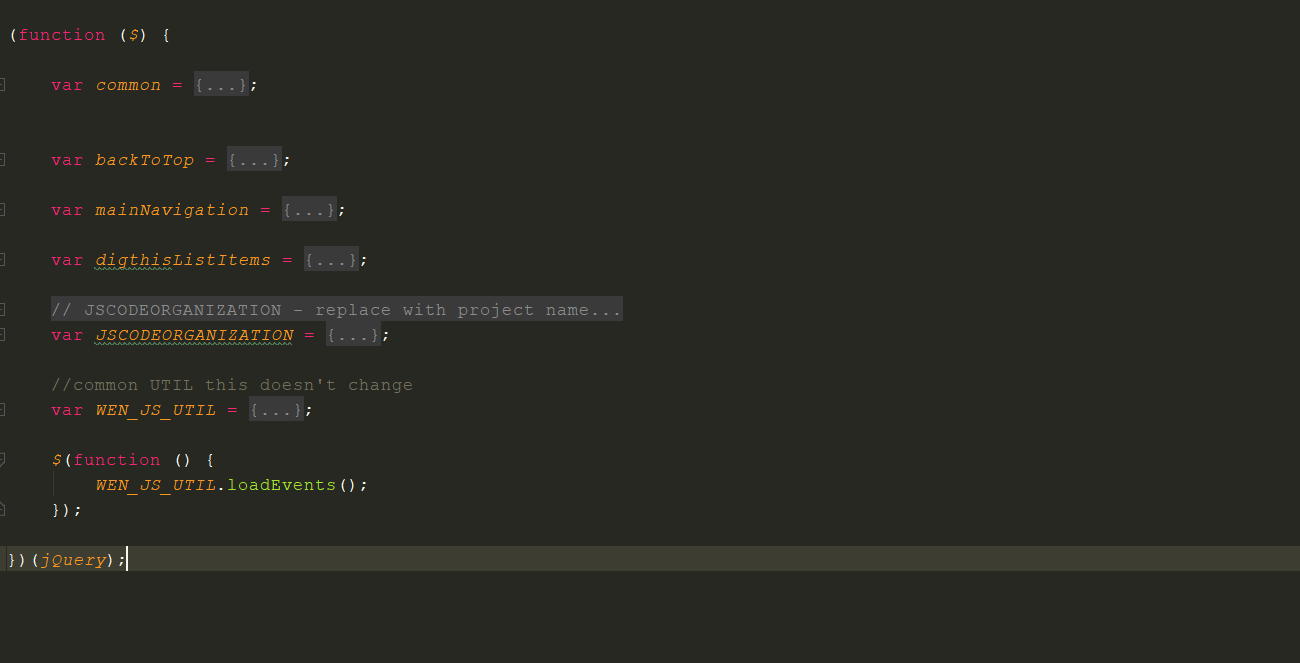 (function ($) {
var common = {...};
var backToTop = {...};
var mainNavigation = {...};
var digthisListItems = {...};
// JSCODEORGANIZATION - replace with project name...
var JSCODEORGANIZATION = {...};
//common UTIL this doesn't change
var WEN_JS_UTIL = {...};
$(function () {
WEN_JS_UTIL.loadEvents();
});
})(jQuery);